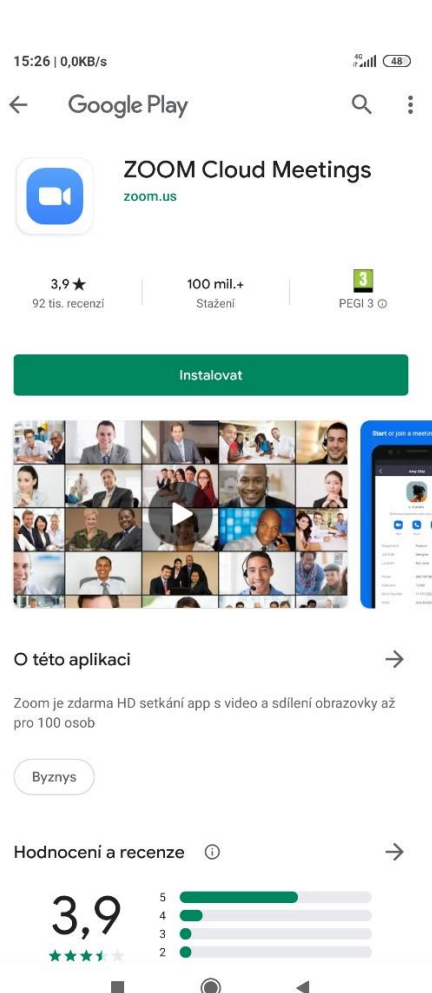 15:26 | 0,0KB/s
4G
48
Google Play
ZOOM Cloud Meetings
zoom.us
3,9 ★
92 tis. recenzí
100 mil.+
Stažení
3
PEGI 3
Instalovat
Start or join a meetin
O této aplikaci
Zoom je zdarma HD setkání app s video a sdílení obrazovky až
pro 100 osob
Byznys
Hodnocení a recenze
3,9
5
4
3
2